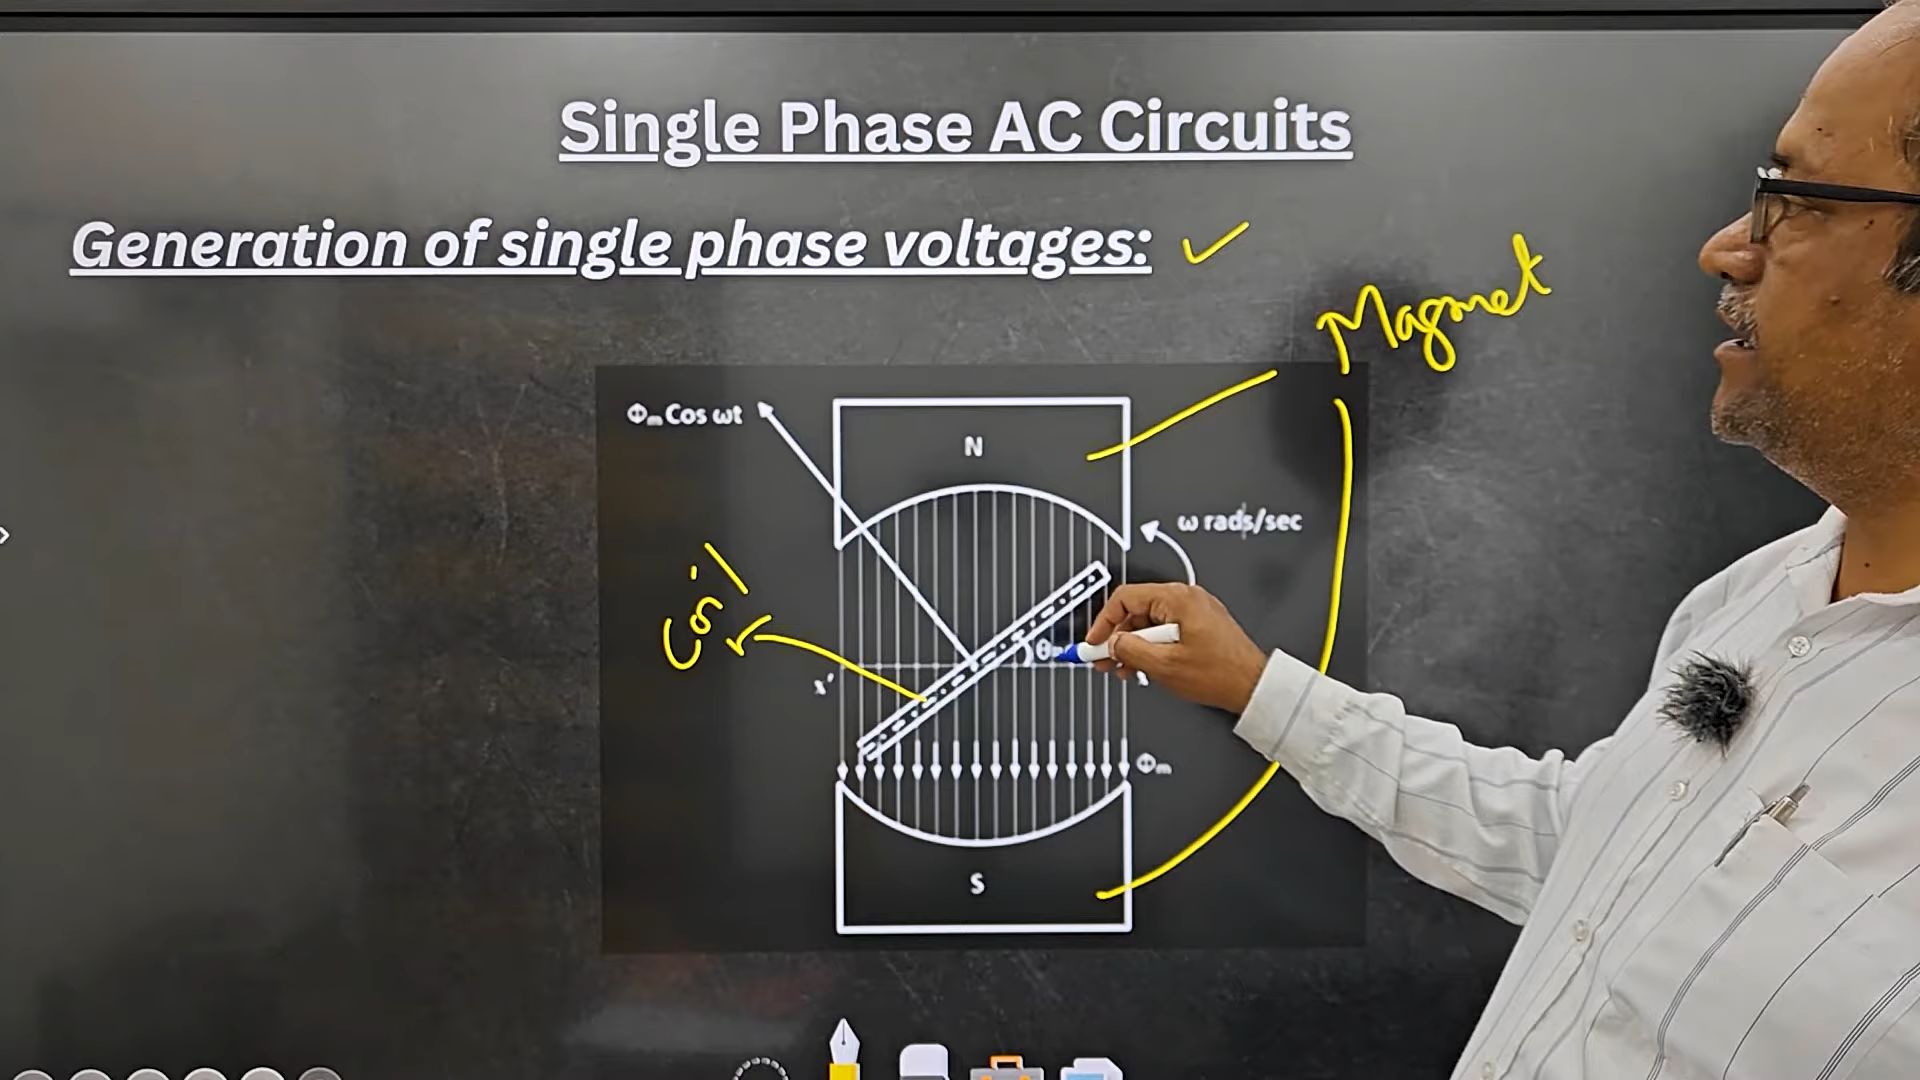 Single Phase AC Circuits
Generation of single phase voltages:
Magnet
Φm Cos ωt
N
ω rads/sec
Coil
θ
x'
Φm
S